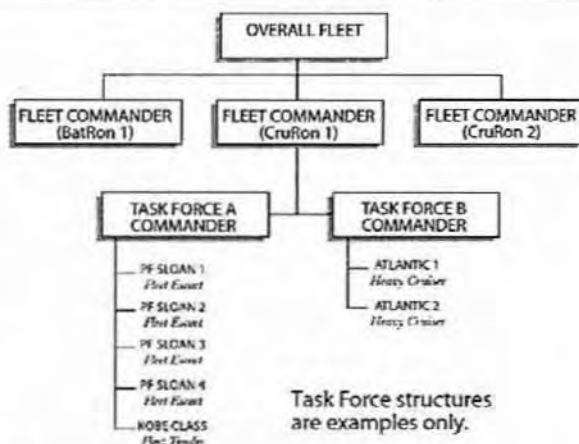 OVERALL FLEET
FLEET COMMANDER
(BatRon 1)
FLEET COMMANDER
(CruRon 1)
FLEET COMMANDER
(CruRon 2)
TASK FORCE A
COMMANDER
TASK FORCE B
COMMANDER
PF SLOAN 1
Fleet Escort
PF SLOAN 2
Fleet Escort
PF SLOAN 3
Fleet Escort
PF SLOAN 4
Fleet Escort
KOBE CLASS
Fleet Tender
ATLANTIC 1
Heavy Cruiser
ATLANTIC 2
Heavy Cruiser
Task Force structures
are examples only.